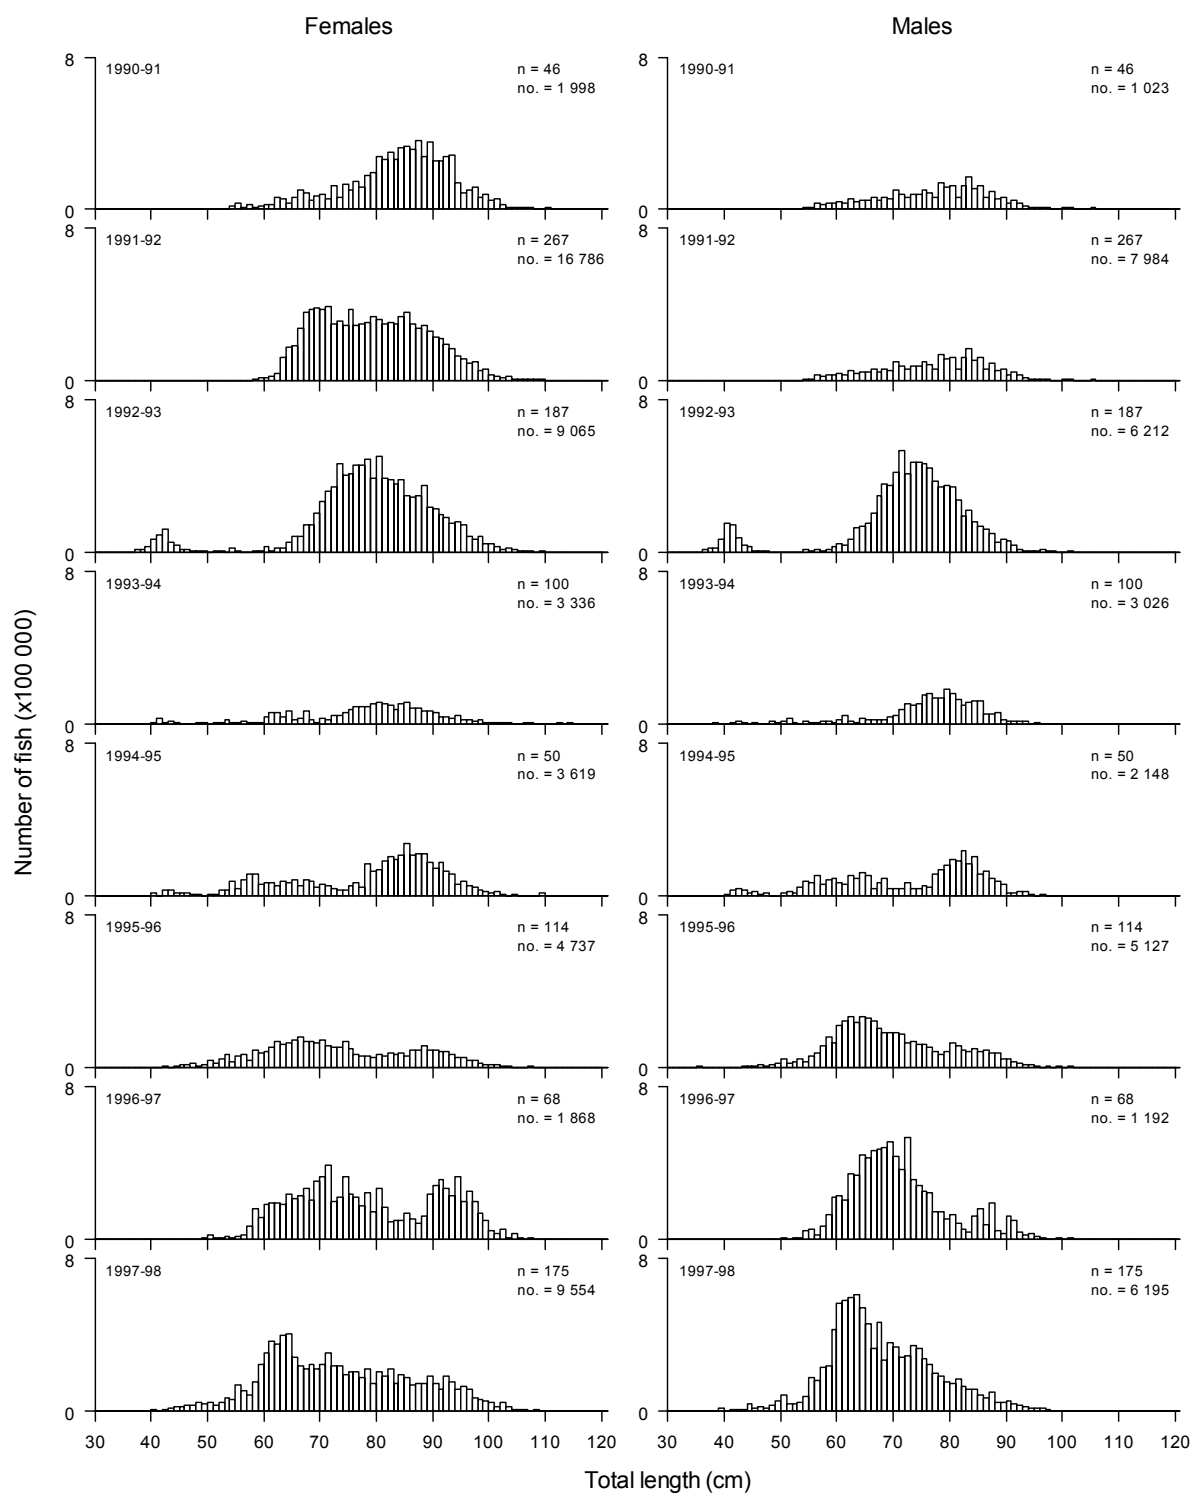 Females
Males
8
1990-91
n = 46
no. = 1 998
0
1990-91
n = 46
no. = 1 023
0
8
1991-92
n = 267
no. = 16 786
0
8
1991-92
n = 267
no. = 7 984
0
8
1992-93
n = 187
no. = 9 065
0
8
1992-93
n = 187
no. = 6 212
0
8
1993-94
n = 100
no. = 3 336
0
8
1993-94
n = 100
no. = 3 026
0
8
1994-95
n = 50
no. = 3 619
0
8
1994-95
n = 50
no. = 2 148
0
8
1995-96
n = 114
no. = 4 737
0
8
1995-96
n = 114
no. = 5 127
0
8
1996-97
n = 68
no. = 1 868
0
8
1996-97
n = 68
no. = 1 192
0
8
1997-98
n = 175
no. = 9 554
0
8
1997-98
n = 175
no. = 6 195
0
30 40 50 60 70 80 90 100 110 120
30 40 50 60 70 80 90 100 110 120
Total length (cm)
Number of fish (x100 000)